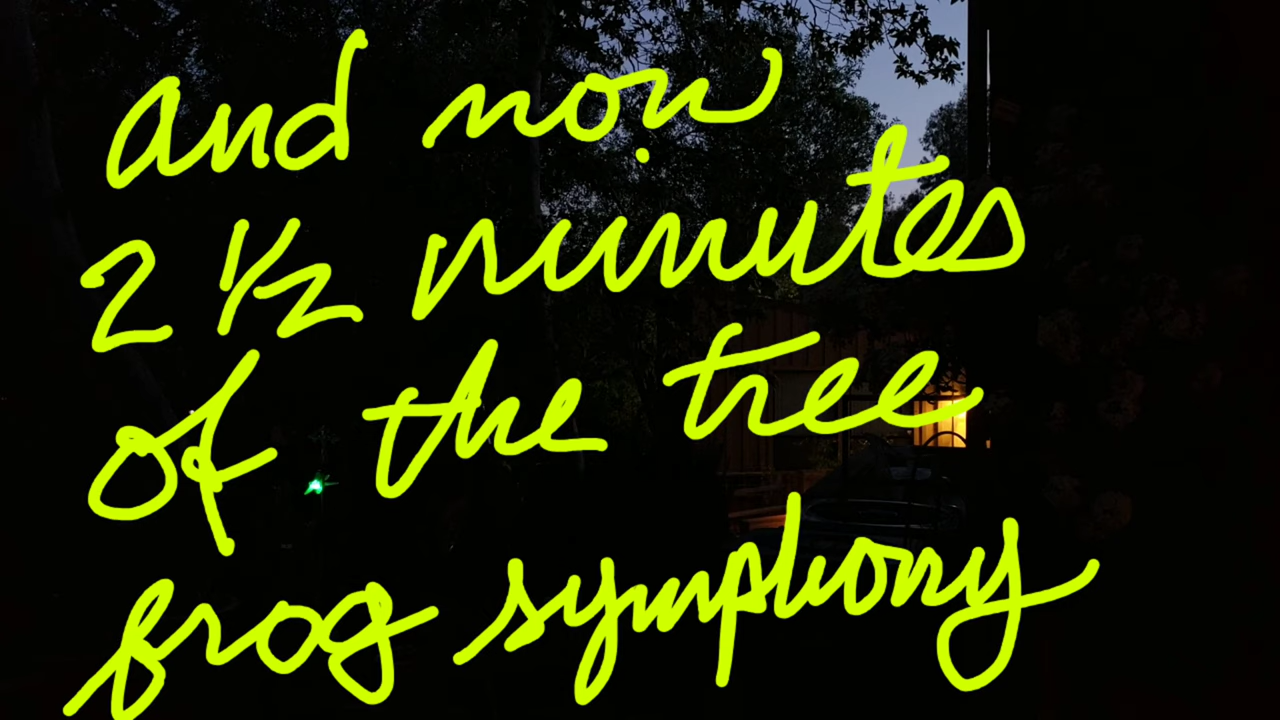 and now
2 1/2 minutes
of the tree
frog symphony